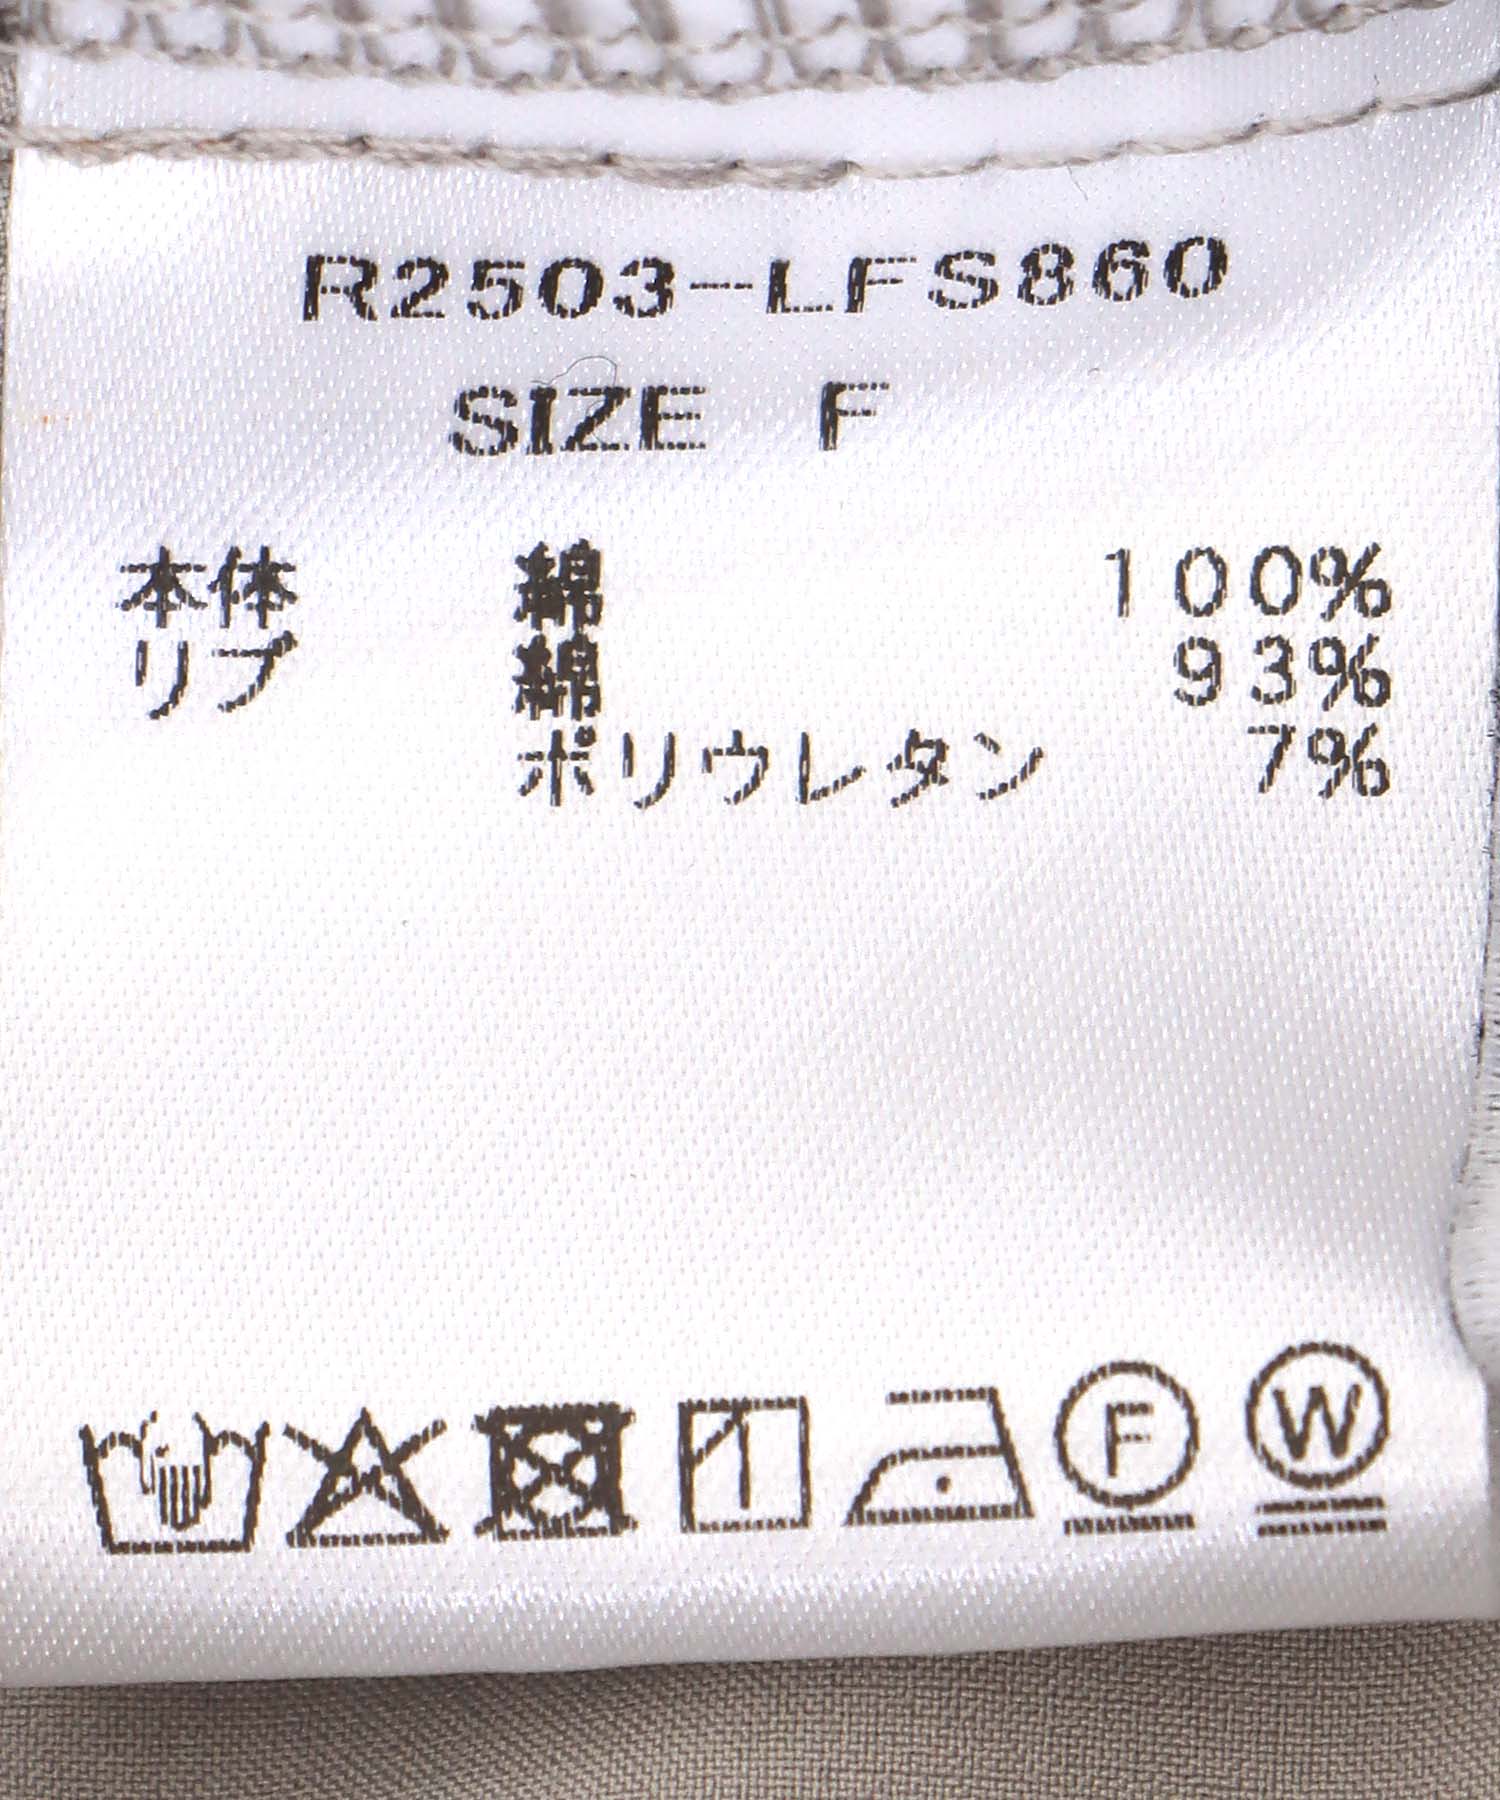 R2503-LFS860
SIZE F
本体 綿 100%
リブ 綿 93%
ポリウレタン 7%
F W